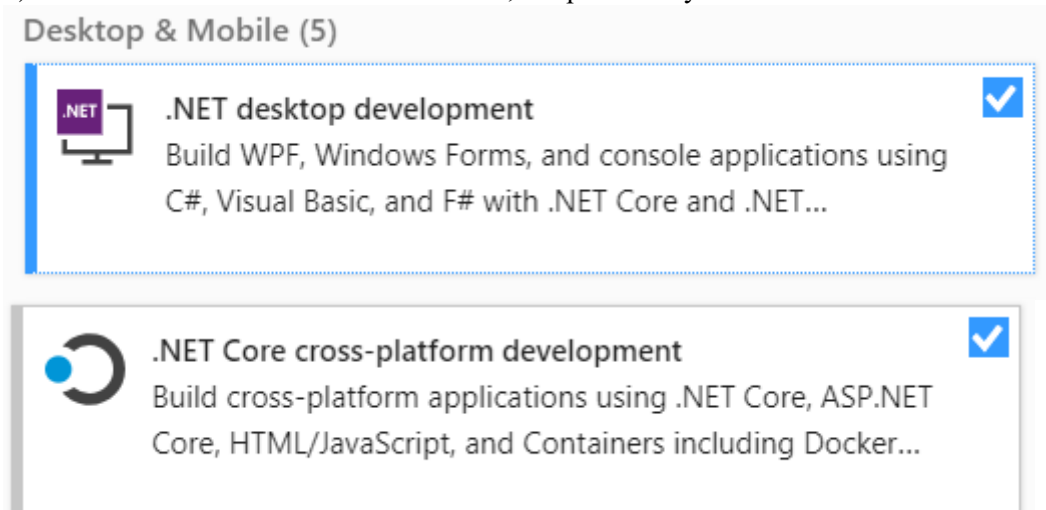 Desktop & Mobile (5)
.NET
.NET desktop development
Build WPF, Windows Forms, and console applications using
C#, Visual Basic, and F# with .NET Core and .NET...
.NET Core cross-platform development
Build cross-platform applications using .NET Core, ASP.NET
Core, HTML/JavaScript, and Containers including Docker...